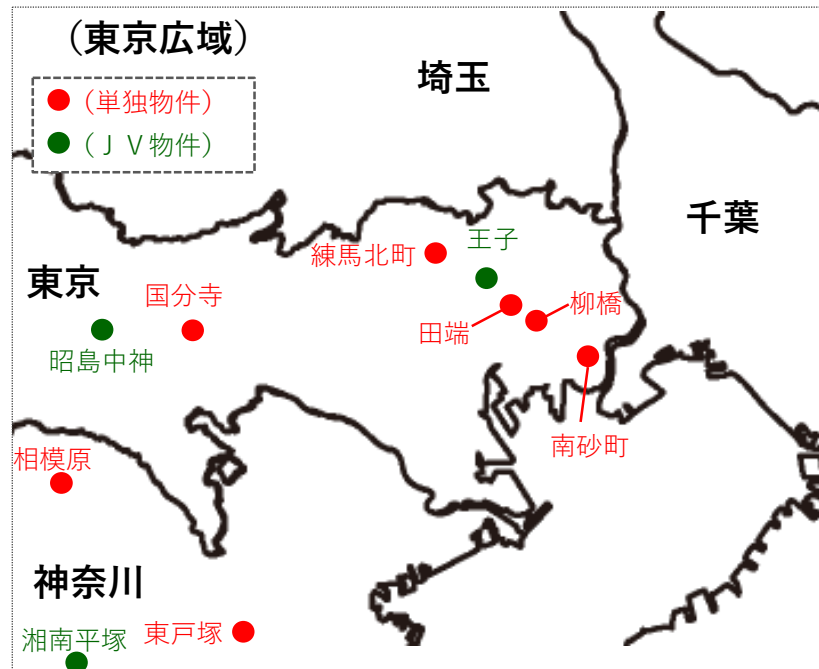 （東京広域）
（単独物件）
（ＪＶ物件）
埼玉
千葉
東京
練馬北町
王子
国分寺
柳橋
田端
昭島中神
南砂町
相模原
神奈川
東戸塚
湘南平塚